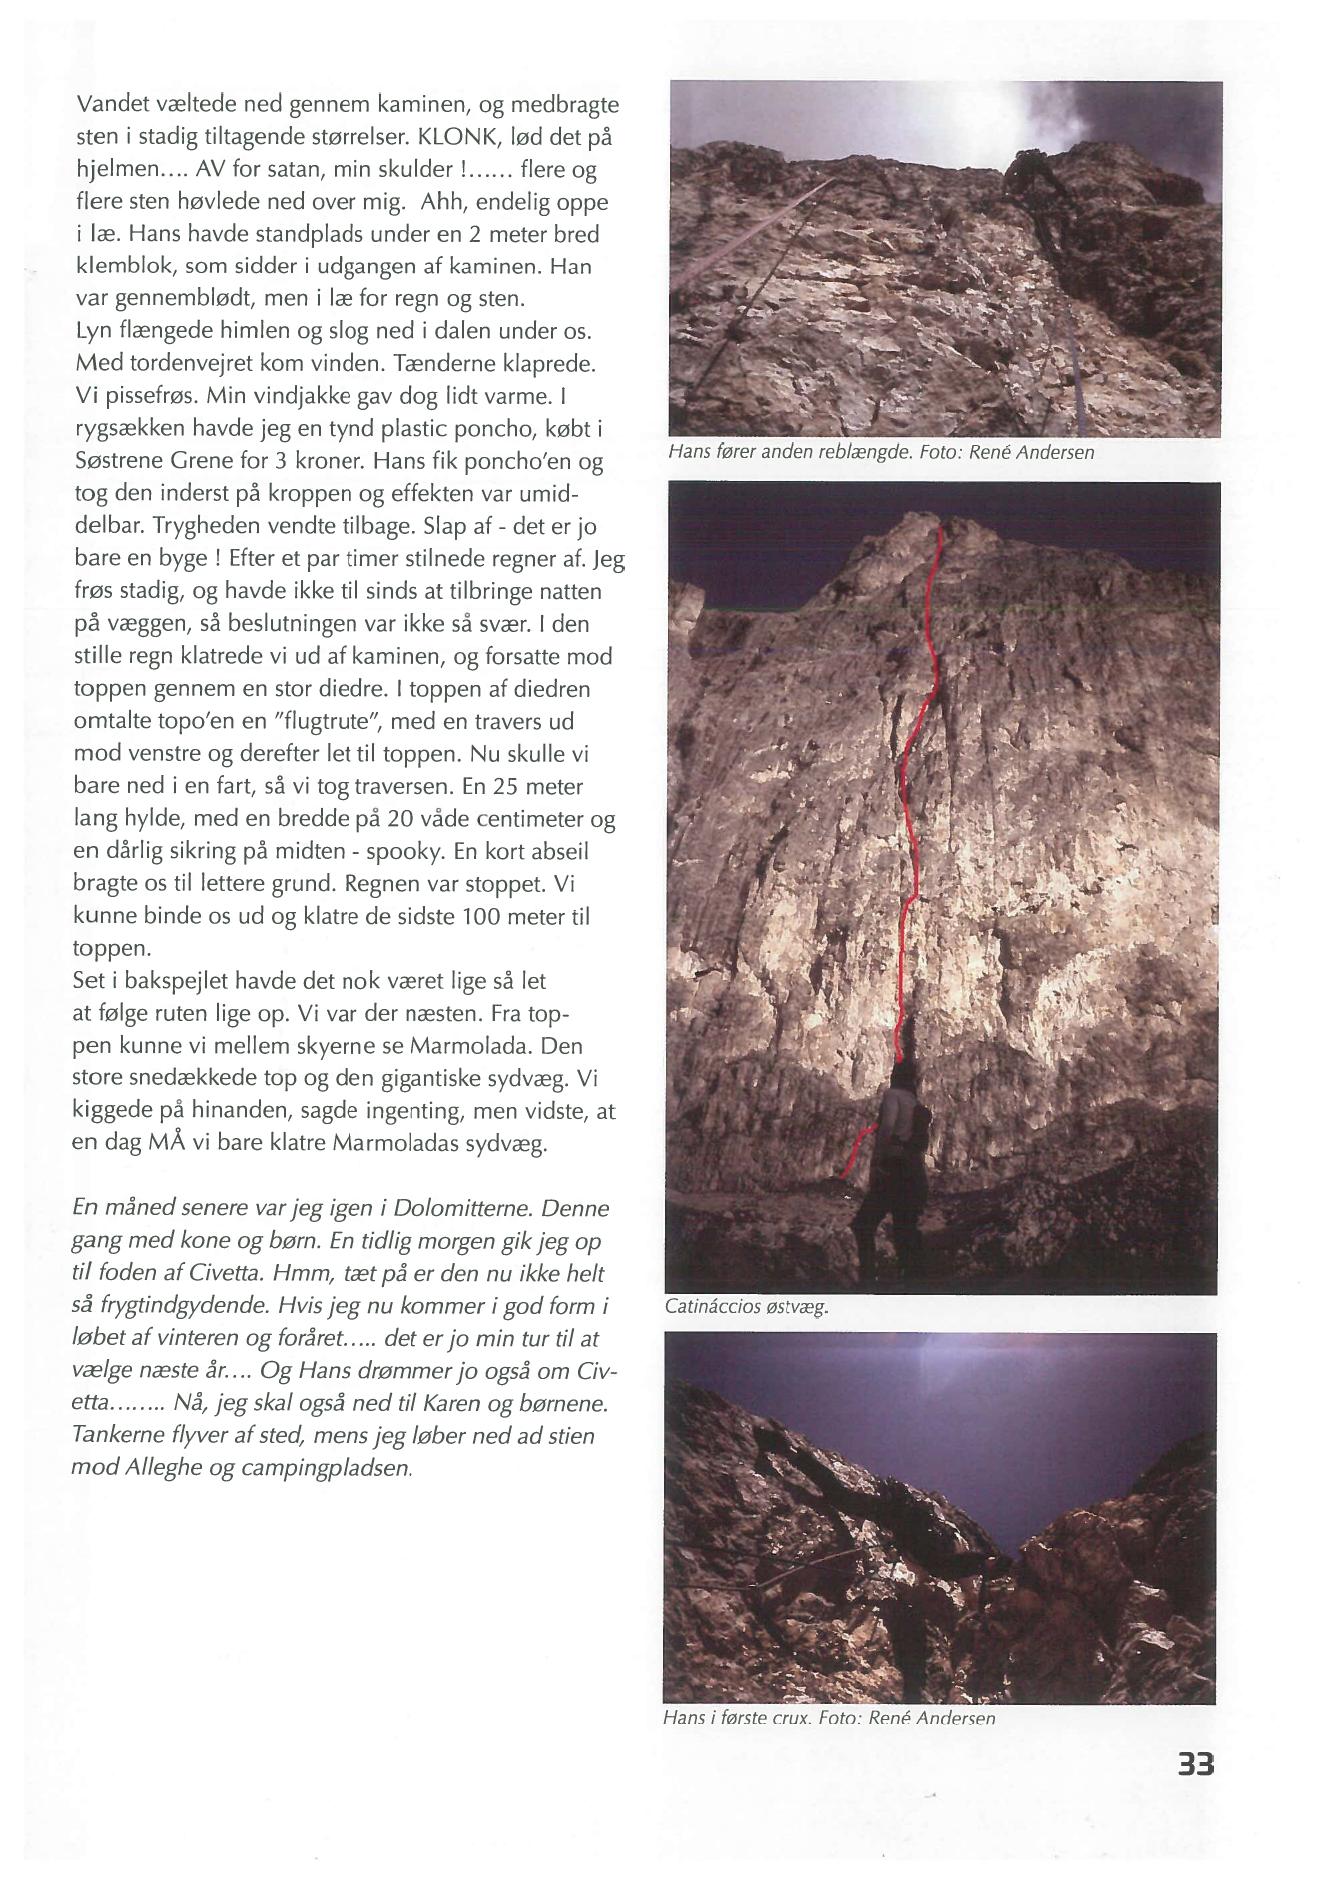 Vandet væltede ned gennem kaminen, og medbragte
sten i stadig tiltagende størrelser. KLONK, lød det på
hjelmen.... AV for satan, min skulder !...... flere og
flere sten høvlede ned over mig.  Ahh, endelig oppe
i læ. Hans havde standplads under en 2 meter bred
klemblok, som sidder i udgangen af kaminen. Han
var gennemblødt, men i læ for regn og sten.
Lyn flængede himlen og slog ned i dalen under os.
Med tordenvejret kom vinden. Tænderne klaprede.
Vi pissefrøs. Min vindjakke gav dog lidt varme. I
rygsækken havde jeg en tynd plastic poncho, købt i
Søstrene Grene for 3 kroner. Hans fik poncho'en og
tog den inderst på kroppen og effekten var umid-
delbar. Trygheden vendte tilbage. Slap af - det er jo
bare en byge ! Efter et par timer stilnede regner af. Jeg
frøs stadig, og havde ikke til sinds at tilbringe natten
på væggen, så beslutningen var ikke så svær. I den
stille regn klatrede vi ud af kaminen, og forsatte mod
toppen gennem en stor diedre. I toppen af diedren
omtalte topo'en en "flugtrute", med en travers ud
mod venstre og derefter let til toppen. Nu skulle vi
bare ned i en fart, så vi tog traversen. En 25 meter
lang hylde, med en bredde på 20 våde centimeter og
en dårlig sikring på midten - spooky. En kort abseil
bragte os til lettere grund. Regnen var stoppet. Vi
kunne binde os ud og klatre de sidste 100 meter til
toppen.
Set i bakspejlet havde det nok været lige så let
at følge ruten lige op. Vi var der næsten. Fra top-
pen kunne vi mellem skyerne se Marmolada. Den
store snedækkede top og den gigantiske sydvæg. Vi
kiggede på hinanden, sagde ingenting, men vidste, at
en dag MÅ vi bare klatre Marmoladas sydvæg.
En måned senere var jeg igen i Dolomitterne. Denne
gang med kone og børn. En tidlig morgen gik jeg op
til foden af Civetta. Hmm, tæt på er den nu ikke helt
så frygtindgydende. Hvis jeg nu kommer i god form i
løbet af vinteren og foråret..... det er jo min tur til at
vælge næste år.... Og Hans drømmer jo også om Civ-
etta........ Nå, jeg skal også ned til Karen og børnene.
Tankerne flyver af sted, mens jeg løber ned ad stien
mod Alleghe og campingpladsen.
Hans fører anden reblængde. Foto: René Andersen
Catináccios østvæg.
Hans i første crux. Foto: René Andersen
33